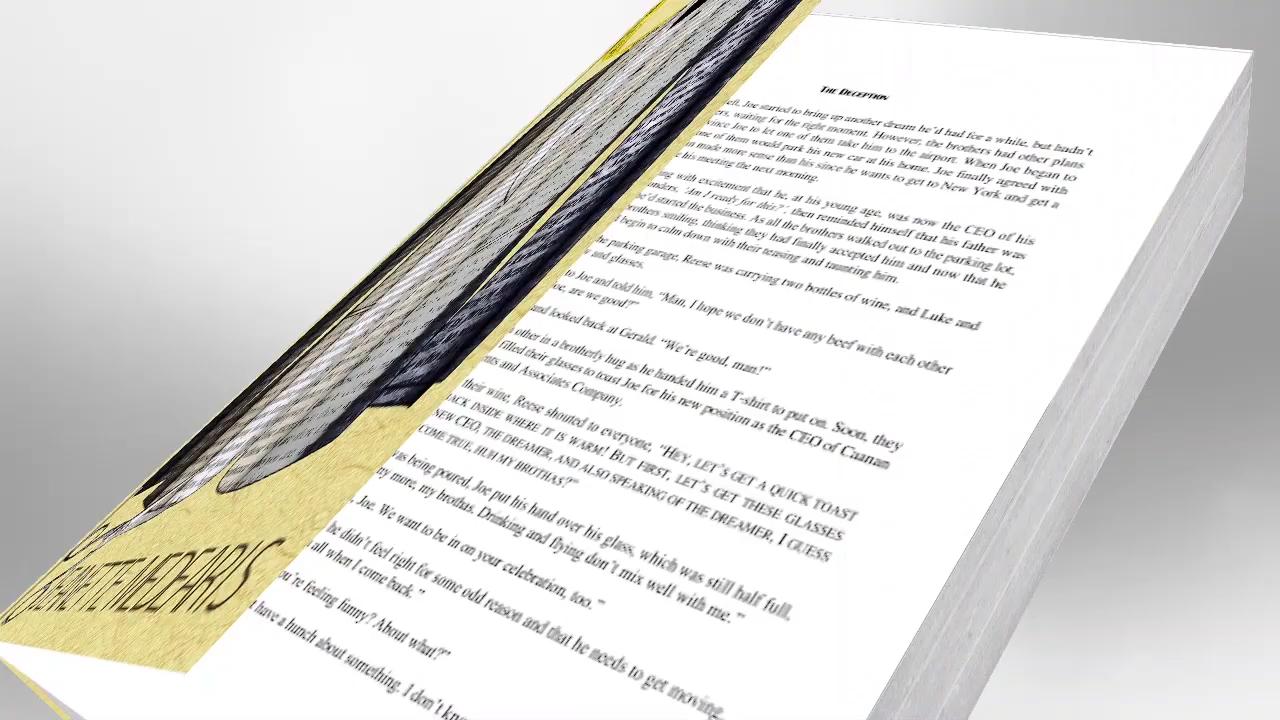 THE DECEPTION
eft, Joe started to bring up another dream he'd had for a while, but hadn't
ers, waiting for the right moment. However, the brothers had other plans
ince Joe to let one of them take him to the airport. When Joe began to
one of them would park his new car at his home, Joe finally agreed with
n made more sense than his since he wants to get to New York and get a
his meeting the next morning.
ng with excitement that he, at his young age, was now the CEO of his
nders, 'Am I ready for this?', then reminded himself that his father was
he'd started the business. As all the brothers walked out to the parking lot,
brothers smiling, thinking they had finally accepted him and now that he
begin to calm down with their teasing and taunting him.
he parking garage, Reese was carrying two bottles of wine, and Luke and
and glasses.
to Joe and told him, "Man, I hope we don't have any beef with each other
oe, are we good?"
and looked back at Gerald. "We're good, man!"
other in a brotherly hug as he handed him a T-shirt to put on. Soon, they
filled their glasses to toast Joe for his new position as the CEO of Canaan
nts and Associates Company.
their wine, Reese shouted to everyone, "HEY, LET'S GET A QUICK TOAST
ACK INSIDE WHERE IT IS WARM! BUT FIRST, LET'S GET THESE GLASSES
NEW CEO, THE DREAMER, AND ALSO SPEAKING OF THE DREAMER, I GUESS
COME TRUE, HUH MY BROTHAS?"
as being poured, Joe put his hand over his glass, which was still half full,
ny more, my brothas. Drinking and flying don't mix well with me."
, Joe. We want to be in on your celebration, too."
he didn't feel right for some odd reason and that he needs to get moving.
all when I come back."
ou're feeling funny? About what?"
I have a hunch about something. I don't kno
MEDEARIS